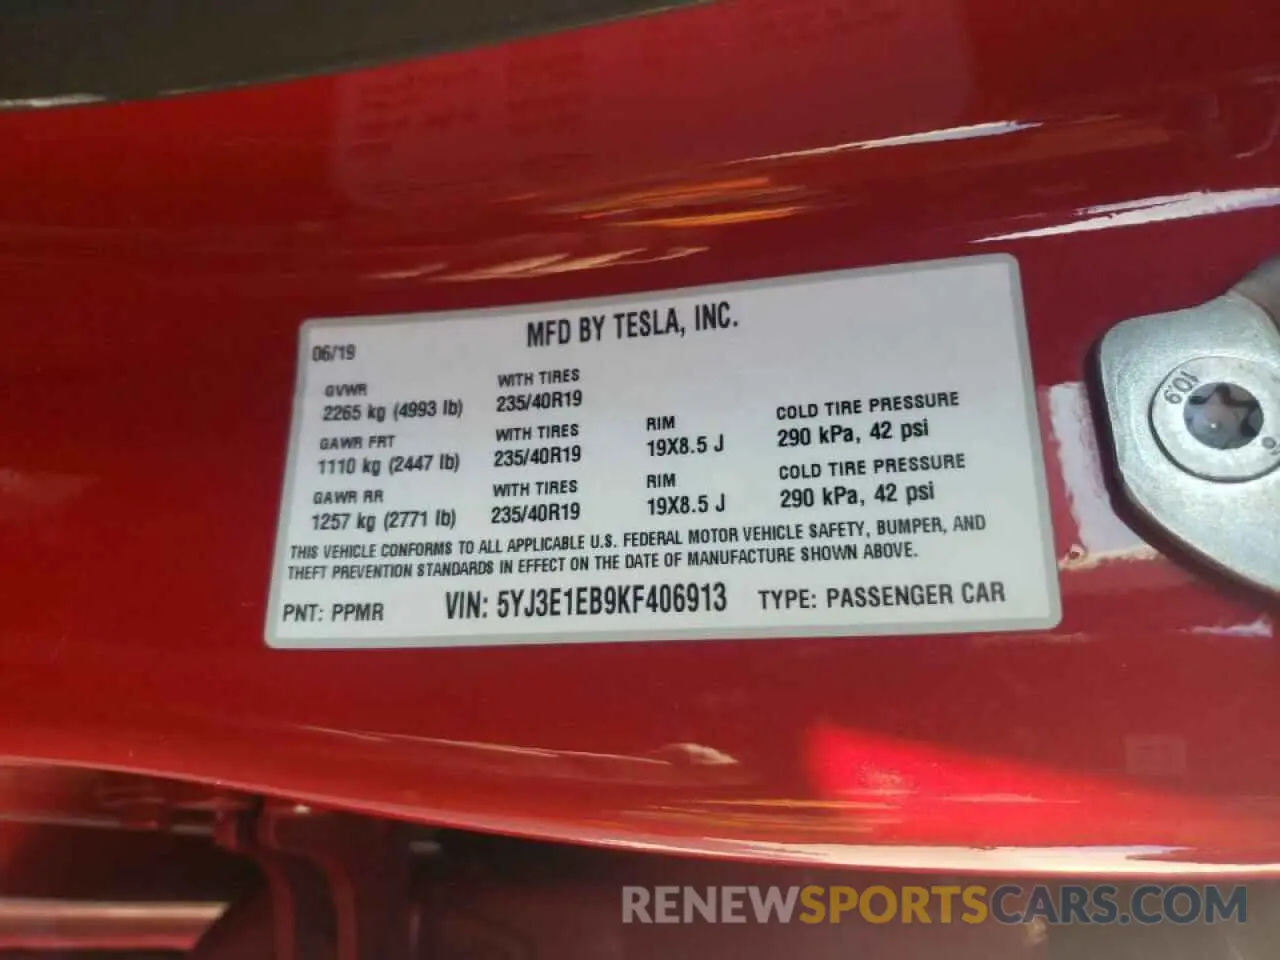 MFD BY TESLA, INC.
06/19
GVWR WITH TIRES
2265 kg (4993 lb) 235/40R19
GAWR FRT WITH TIRES RIM COLD TIRE PRESSURE
1110 kg (2447 lb) 235/40R19 19X8.5 J 290 kPa, 42 psi
GAWR RR WITH TIRES RIM COLD TIRE PRESSURE
1257 kg (2771 lb) 235/40R19 19X8.5 J 290 kPa, 42 psi
THIS VEHICLE CONFORMS TO ALL APPLICABLE U.S. FEDERAL MOTOR VEHICLE SAFETY, BUMPER, AND
THEFT PREVENTION STANDARDS IN EFFECT ON THE DATE OF MANUFACTURE SHOWN ABOVE.
PNT: PPMR VIN: 5YJ3E1EB9KF406913 TYPE: PASSENGER CAR
10.9
RENEWSPORTSCARS.COM